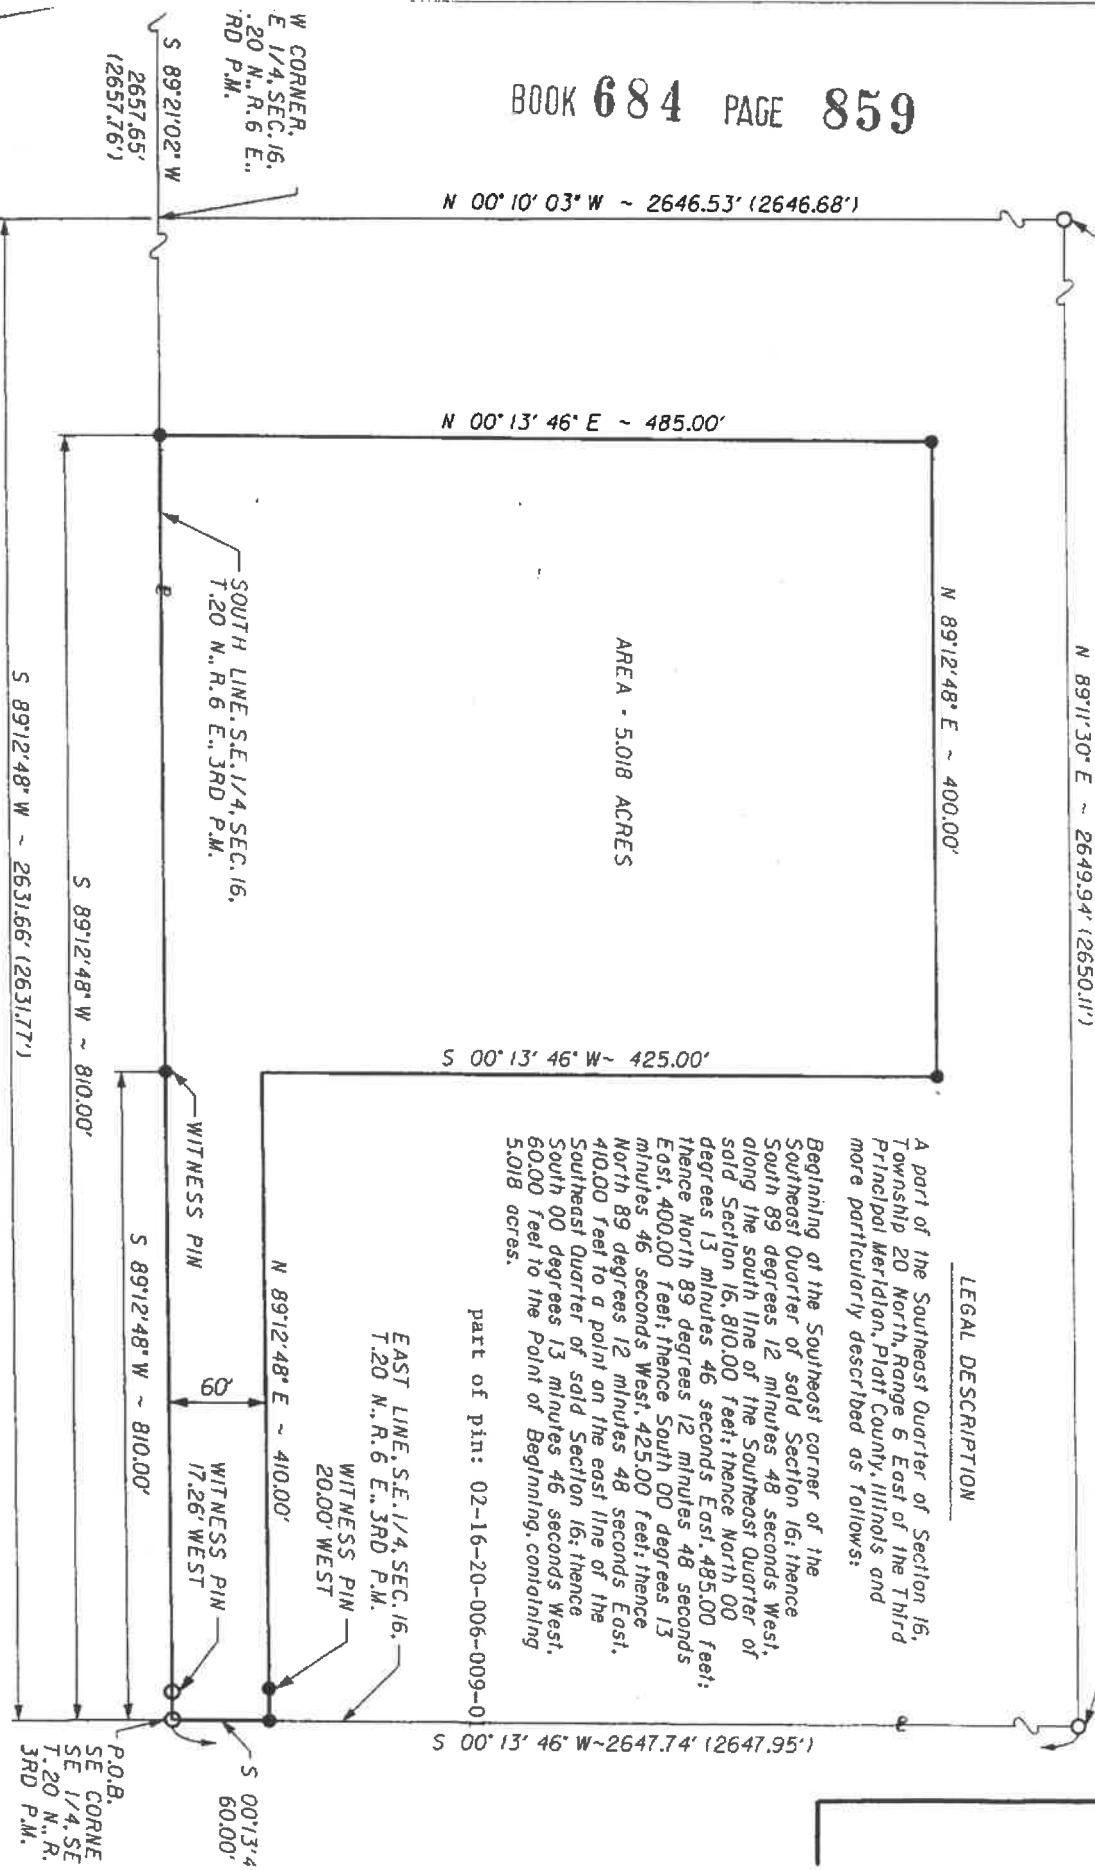 BOOK 684 PAGE 859
W CORNER,
E 1/4, SEC. 16,
. 20 N., R. 6 E.,
RD P.M.
S 89°21'02" W
2657.65'
(2657.76')
N 00° 10' 03" W ~ 2646.53' (2646.68')
N 89°11'30" E ~ 2649.94' (2650.11')
N 00° 13' 46" E ~ 485.00'
N 89°12'48" E ~ 400.00'
AREA - 5.018 ACRES
SOUTH LINE, S.E. 1/4, SEC. 16,
T. 20 N., R. 6 E., 3RD P.M.
S 00° 13' 46" W ~ 425.00'
S 89°12'48" W ~ 2631.66' (2631.77')
S 89°12'48" W ~ 810.00'
WITNESS PIN
S 89°12'48" W ~ 810.00'
N 89°12'48" E ~ 410.00'
60'
LEGAL DESCRIPTION
A part of the Southeast Quarter of Section 16,
Township 20 North, Range 6 East of the Third
Principal Meridian, Piatt County, Illinois and
more particularly described as follows:
Beginning at the Southeast corner of the
Southeast Quarter of said Section 16; thence
South 89 degrees 12 minutes 48 seconds West,
along the south line of the Southeast Quarter of
said Section 16, 810.00 feet; thence North 00
degrees 13 minutes 46 seconds East, 485.00 feet;
thence North 89 degrees 12 minutes 48 seconds
East, 400.00 feet; thence South 00 degrees 13
minutes 46 seconds West, 425.00 feet; thence
North 89 degrees 12 minutes 48 seconds East,
410.00 feet to a point on the east line of the
Southeast Quarter of said Section 16; thence
South 00 degrees 13 minutes 46 seconds West,
60.00 feet to the Point of Beginning, containing
5.018 acres.
part of pin: 02-16-20-006-009-0
EAST LINE, S.E. 1/4, SEC. 16,
T. 20 N., R. 6 E., 3RD P.M.
WITNESS PIN
20.00' WEST
WITNESS PIN
17.26' WEST
S 00° 13' 46" W ~ 2647.74' (2647.95')
S 00°13'4
60.00'
P.O.B.
SE CORNE
SE 1/4, SE
T. 20 N., R.
3RD P.M.